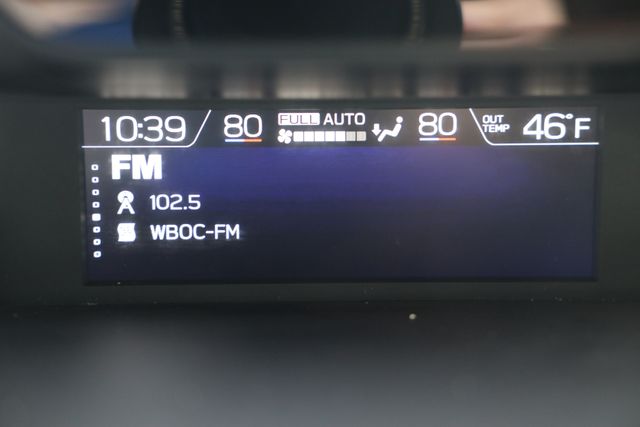 10:39 80 FULL AUTO 80 OUT TEMP 46°F
FM
102.5
WBOC-FM